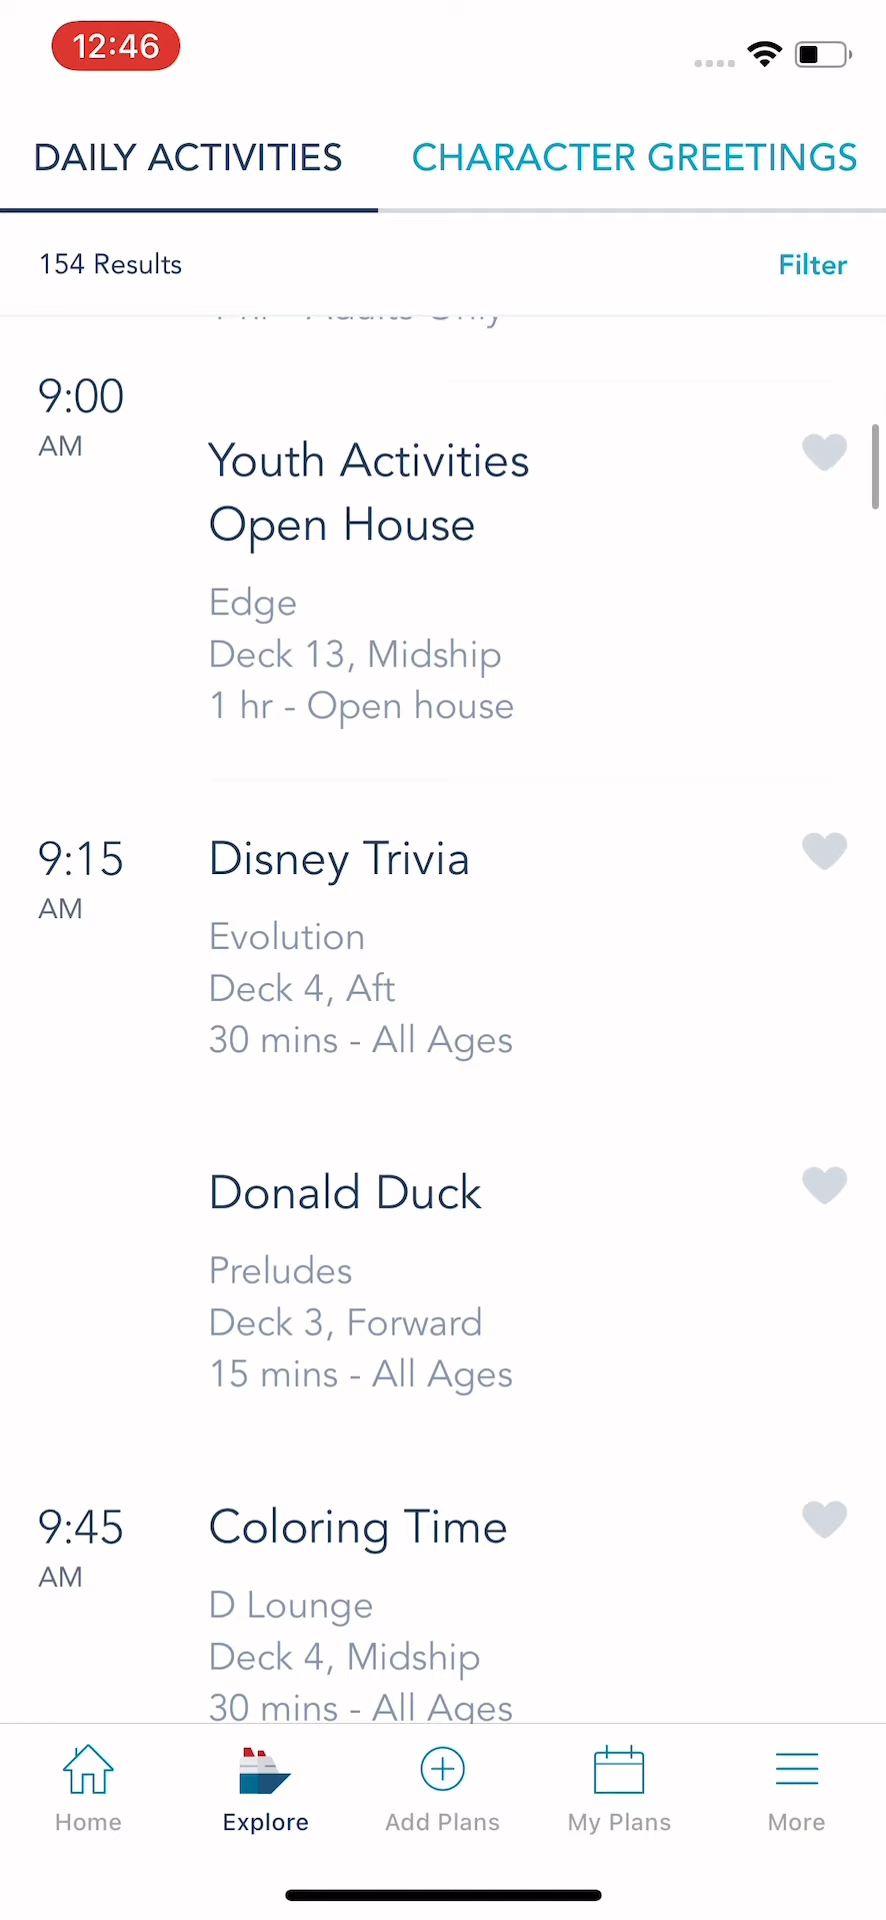 12:46
DAILY ACTIVITIES
CHARACTER GREETINGS
154 Results
Filter
9:00
AM
Youth Activities
Open House
Edge
Deck 13, Midship
1 hr - Open house
9:15
AM
Disney Trivia
Evolution
Deck 4, Aft
30 mins - All Ages
Donald Duck
Preludes
Deck 3, Forward
15 mins - All Ages
9:45
AM
Coloring Time
D Lounge
Deck 4, Midship
30 mins - All Ages
Home
Explore
Add Plans
My Plans
More